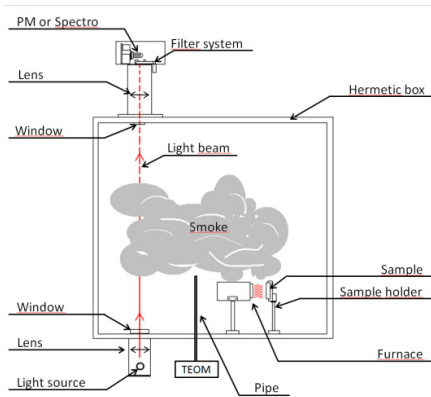 PM or Spectro
Filter system
Lens
Hermetic box
Window
Light beam
Smoke
Sample
Sample holder
Window
Lens
Furnace
TEOM
Light source
Pipe